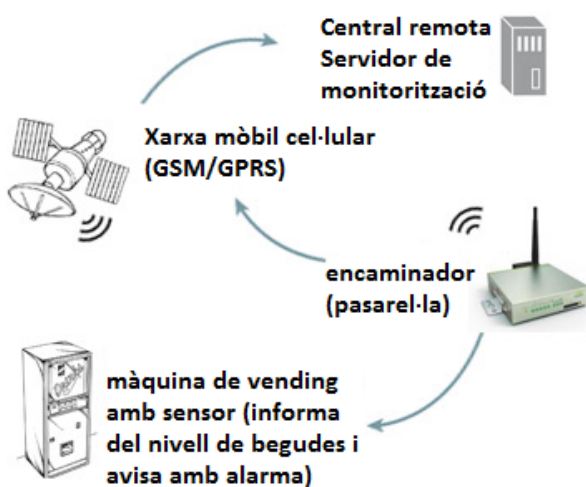 Central remota
Servidor de
monitorització
Xarxa mòbil cel·lular
(GSM/GPRS)
encaminador
(pasarel·la)
màquina de vending
amb sensor (informa
del nivell de begudes i
avisa amb alarma)